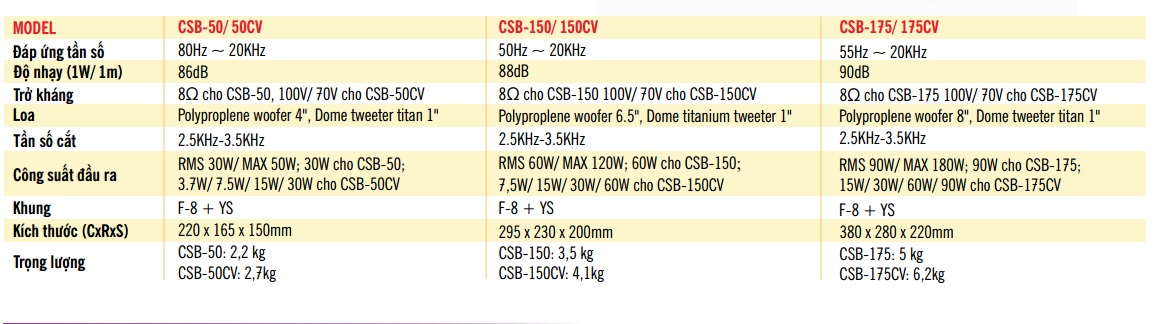 MODEL CSB-50/ 50CV CSB-150/ 150CV CSB-175/ 175CV
Đáp ứng tần số 80Hz ~ 20KHz 50Hz ~ 20KHz 55Hz ~ 20KHz
Độ nhạy (1W/ 1m) 86dB 88dB 90dB
Trở kháng 8Ω cho CSB-50, 100V/ 70V cho CSB-50CV 8Ω cho CSB-150 100V/ 70V cho CSB-150CV 8Ω cho CSB-175 100V/ 70V cho CSB-175CV
Loa Polyproplene woofer 4", Dome tweeter titan 1" Polyproplene woofer 6.5", Dome titanium tweeter 1" Polyproplene woofer 8", Dome tweeter titan 1"
Tần số cắt 2.5KHz-3.5KHz 2.5KHz-3.5KHz 2.5KHz-3.5KHz
Công suất đầu ra RMS 30W/ MAX 50W; 30W cho CSB-50; RMS 60W/ MAX 120W; 60W cho CSB-150; RMS 90W/ MAX 180W; 90W cho CSB-175;
3.7W/ 7.5W/ 15W/ 30W cho CSB-50CV 7,5W/ 15W/ 30W/ 60W cho CSB-150CV 15W/ 30W/ 60W/ 90W cho CSB-175CV
Khung F-8 + YS F-8 + YS F-8 + YS
Kích thước (CxRxS) 220 x 165 x 150mm 295 x 230 x 200mm 380 x 280 x 220mm
Trọng lượng CSB-50: 2,2 kg CSB-150: 3,5 kg CSB-175: 5 kg
CSB-50CV: 2,7kg CSB-150CV: 4,1kg CSB-175CV: 6,2kg